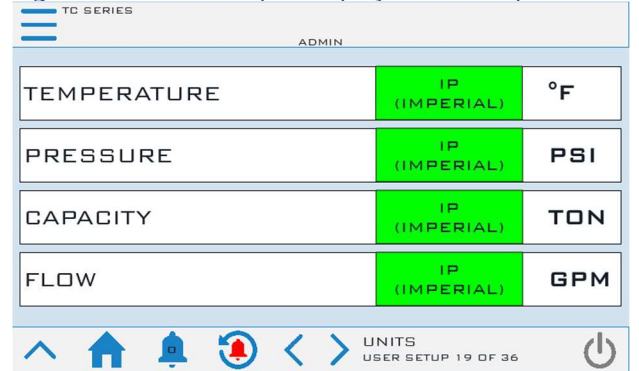 TC SERIES
ADMIN
TEMPERATURE
IP
(IMPERIAL)
°F
PRESSURE
IP
(IMPERIAL)
PSI
CAPACITY
IP
(IMPERIAL)
TON
FLOW
IP
(IMPERIAL)
GPM
0
UNITS
USER SETUP 19 OF 36